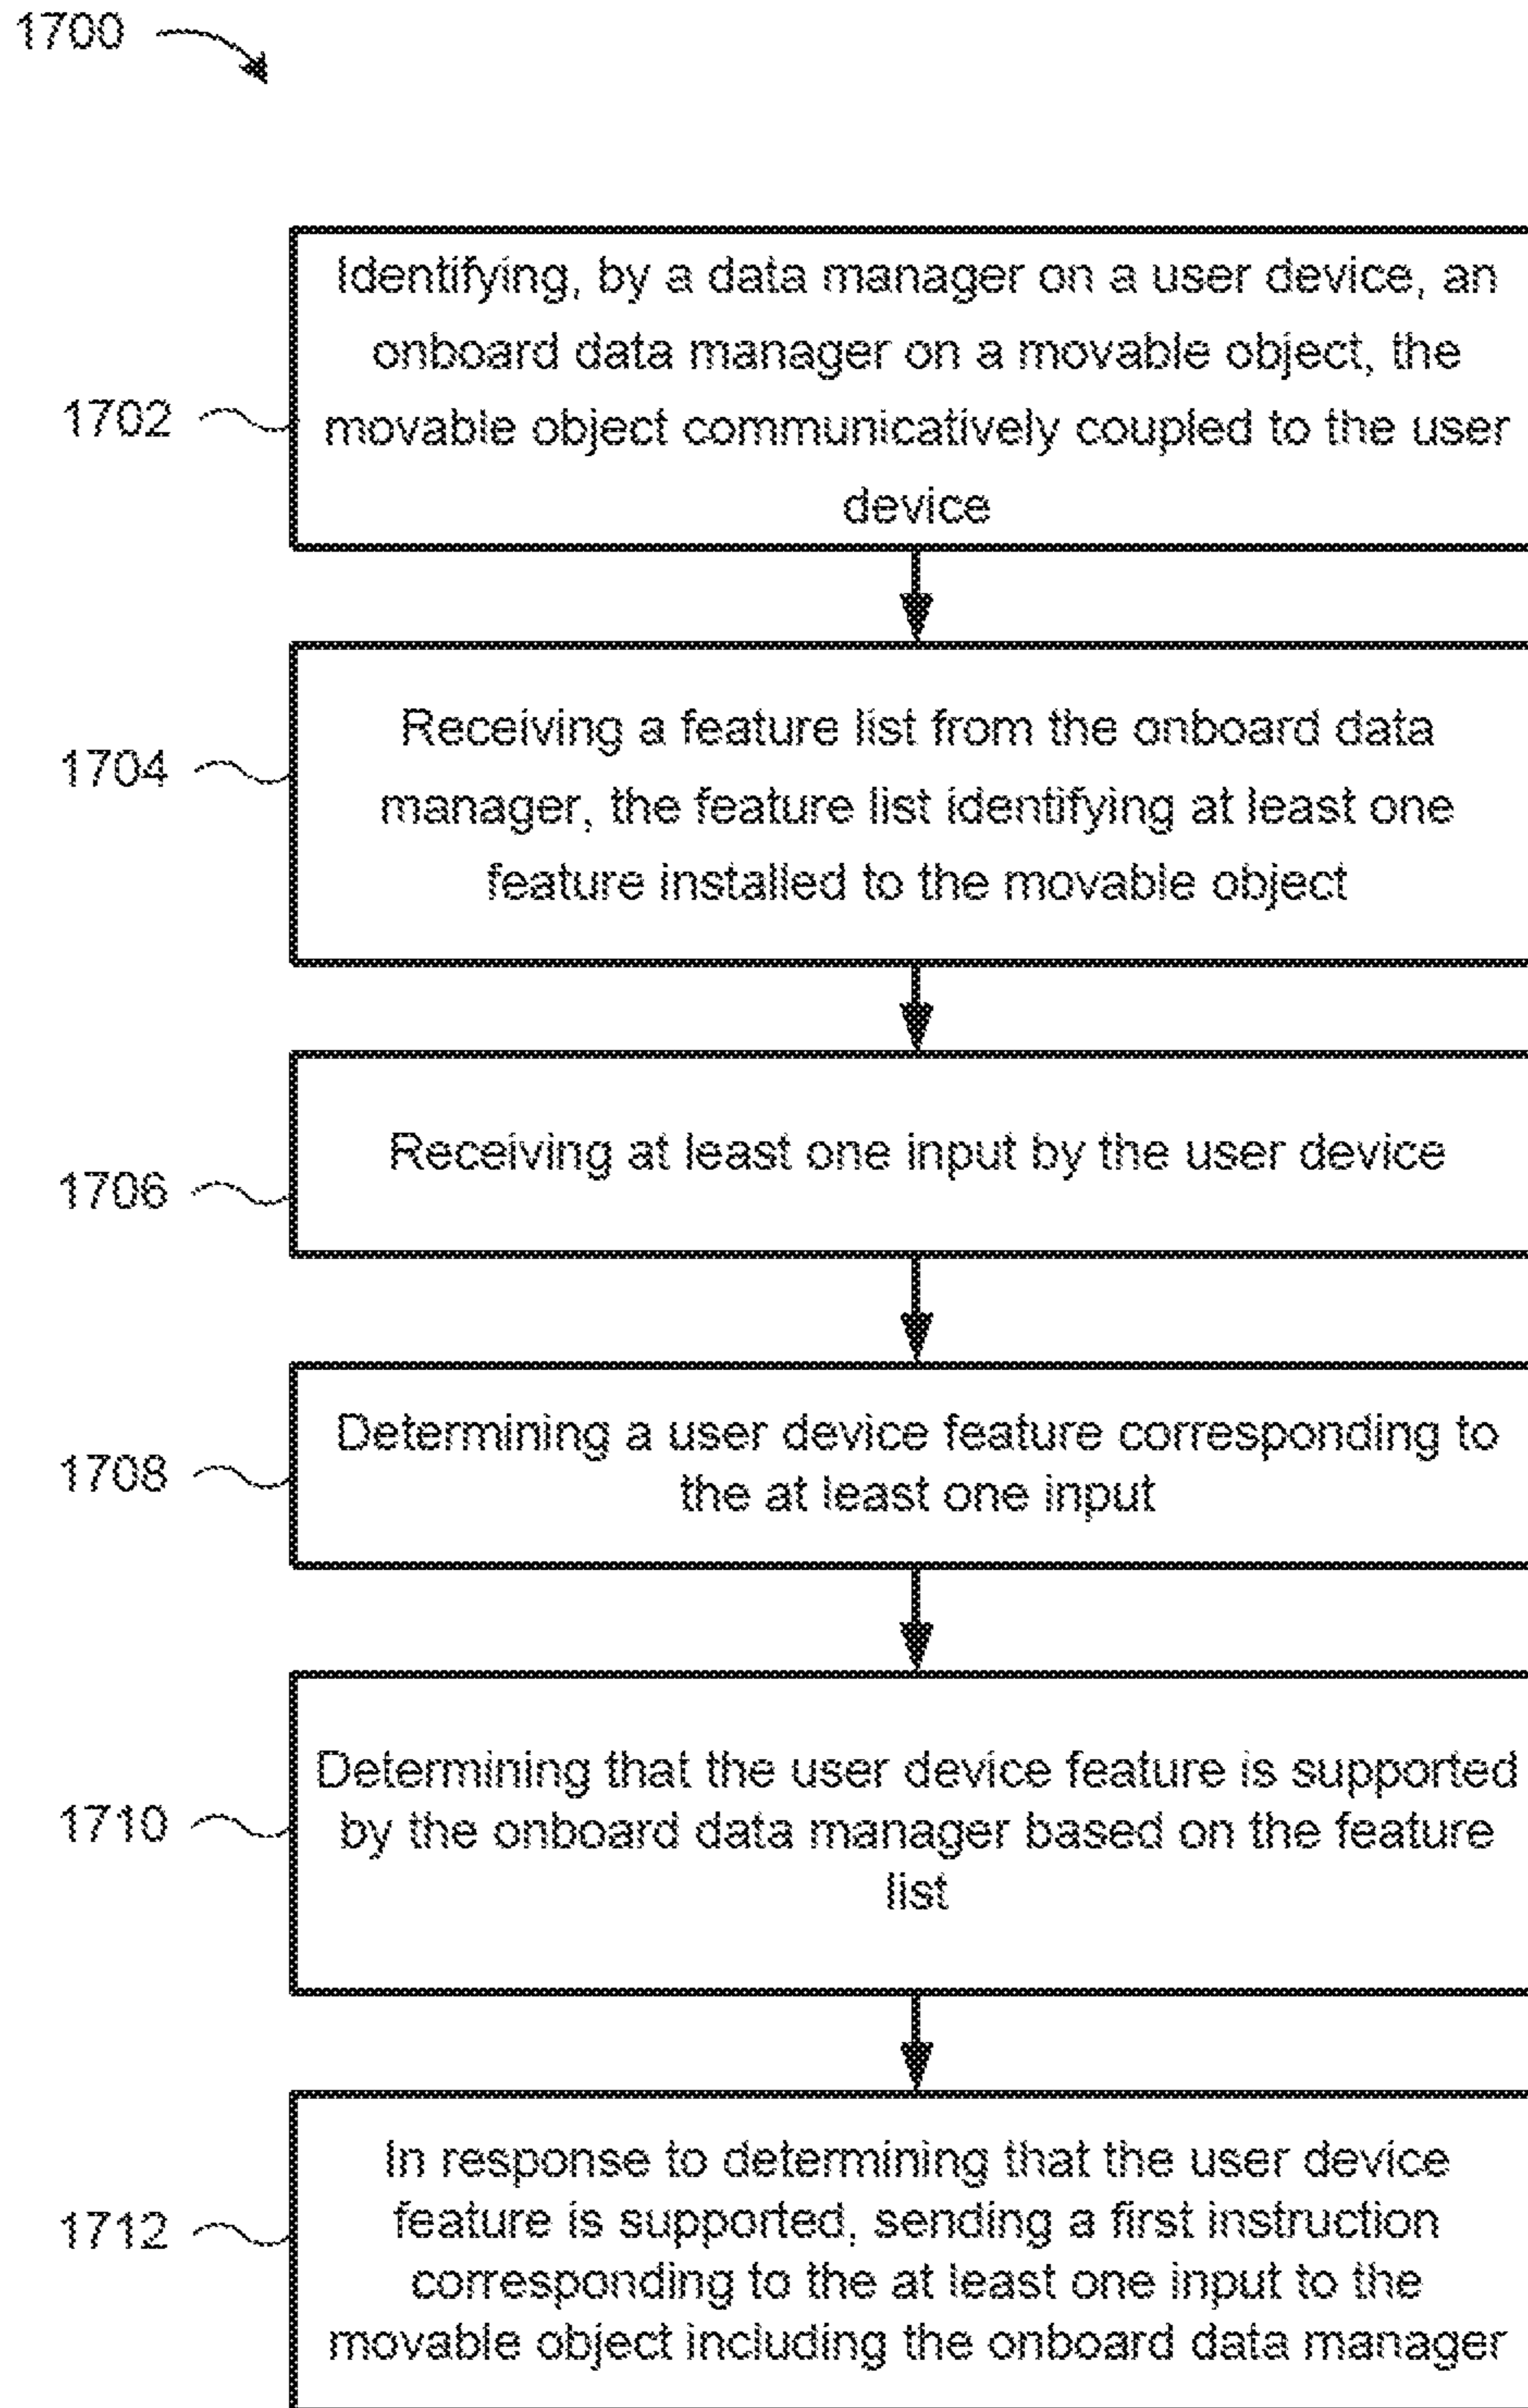 1700
Identifying, by a data manager on a user device, an
onboard data manager on a movable object, the
1702
movable object communicatively coupled to the user
device
Receiving a feature list from the onboard data
1704
manager, the feature list identifying at least one
feature installed to the movable object
Receiving at least one input by the user device
1706
Determining a user device feature corresponding to
1708
the at least one input
Determining that the user device feature is supported
1710
by the onboard data manager based on the feature
list
In response to determining that the user device
1712
feature is supported, sending a first instruction
corresponding to the at least one input to the
movable object including the onboard data manager